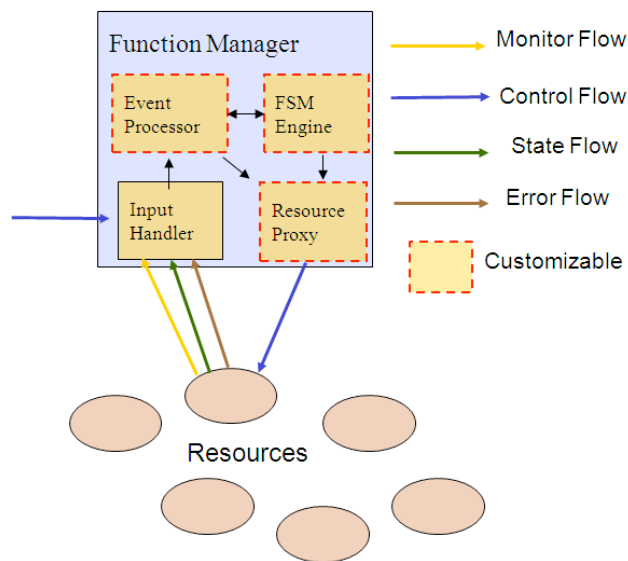 Function Manager
Event
Processor
FSM
Engine
Input
Handler
Resource
Proxy
Monitor Flow
Control Flow
State Flow
Error Flow
Customizable
Resources